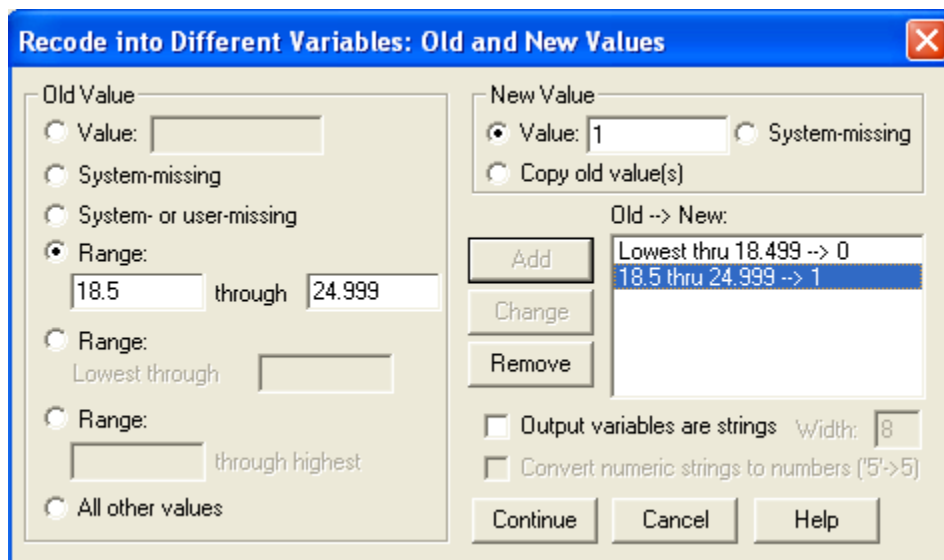 Recode into Different Variables: Old and New Values
Old Value
Value:
System-missing
System- or user-missing
Range:
18.5 through 24.999
Range:
Lowest through
Range:
through highest
All other values
New Value
Value: 1 System-missing
Copy old value(s)
Old --> New:
Add
Change
Remove
Lowest thru 18.499 --> 0
18.5 thru 24.999 --> 1
Output variables are strings Width: 8
Convert numeric strings to numbers ('5'->5)
Continue Cancel Help